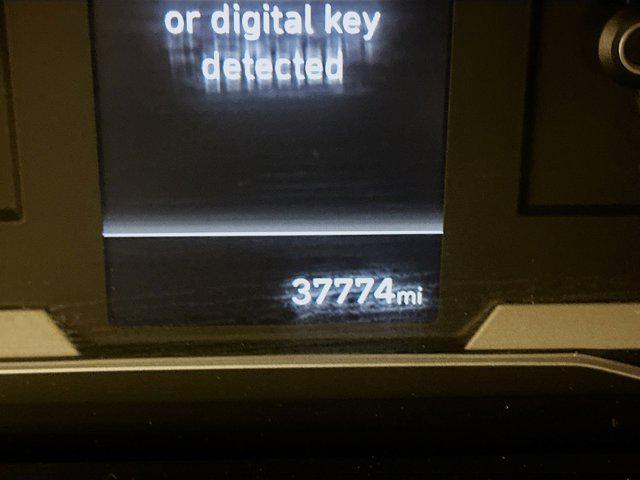 or digital key
detected
37774mi